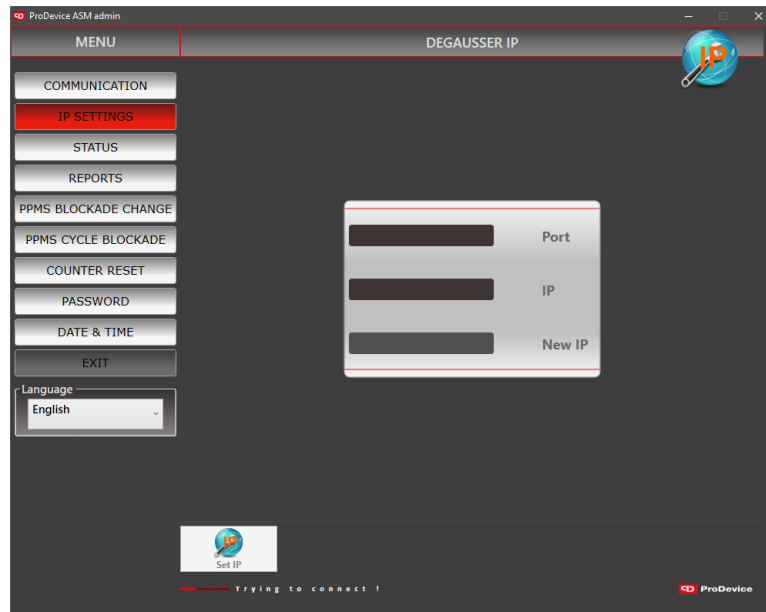 ProDevice ASM admin
MENU
DEGAUSSER IP
IP
COMMUNICATION
IP SETTINGS
STATUS
REPORTS
PPMS BLOCKADE CHANGE
PPMS CYCLE BLOCKADE
COUNTER RESET
PASSWORD
DATE & TIME
EXIT
Language
English
Port
IP
New IP
IP
Set IP
Trying to connect !
PD ProDevice